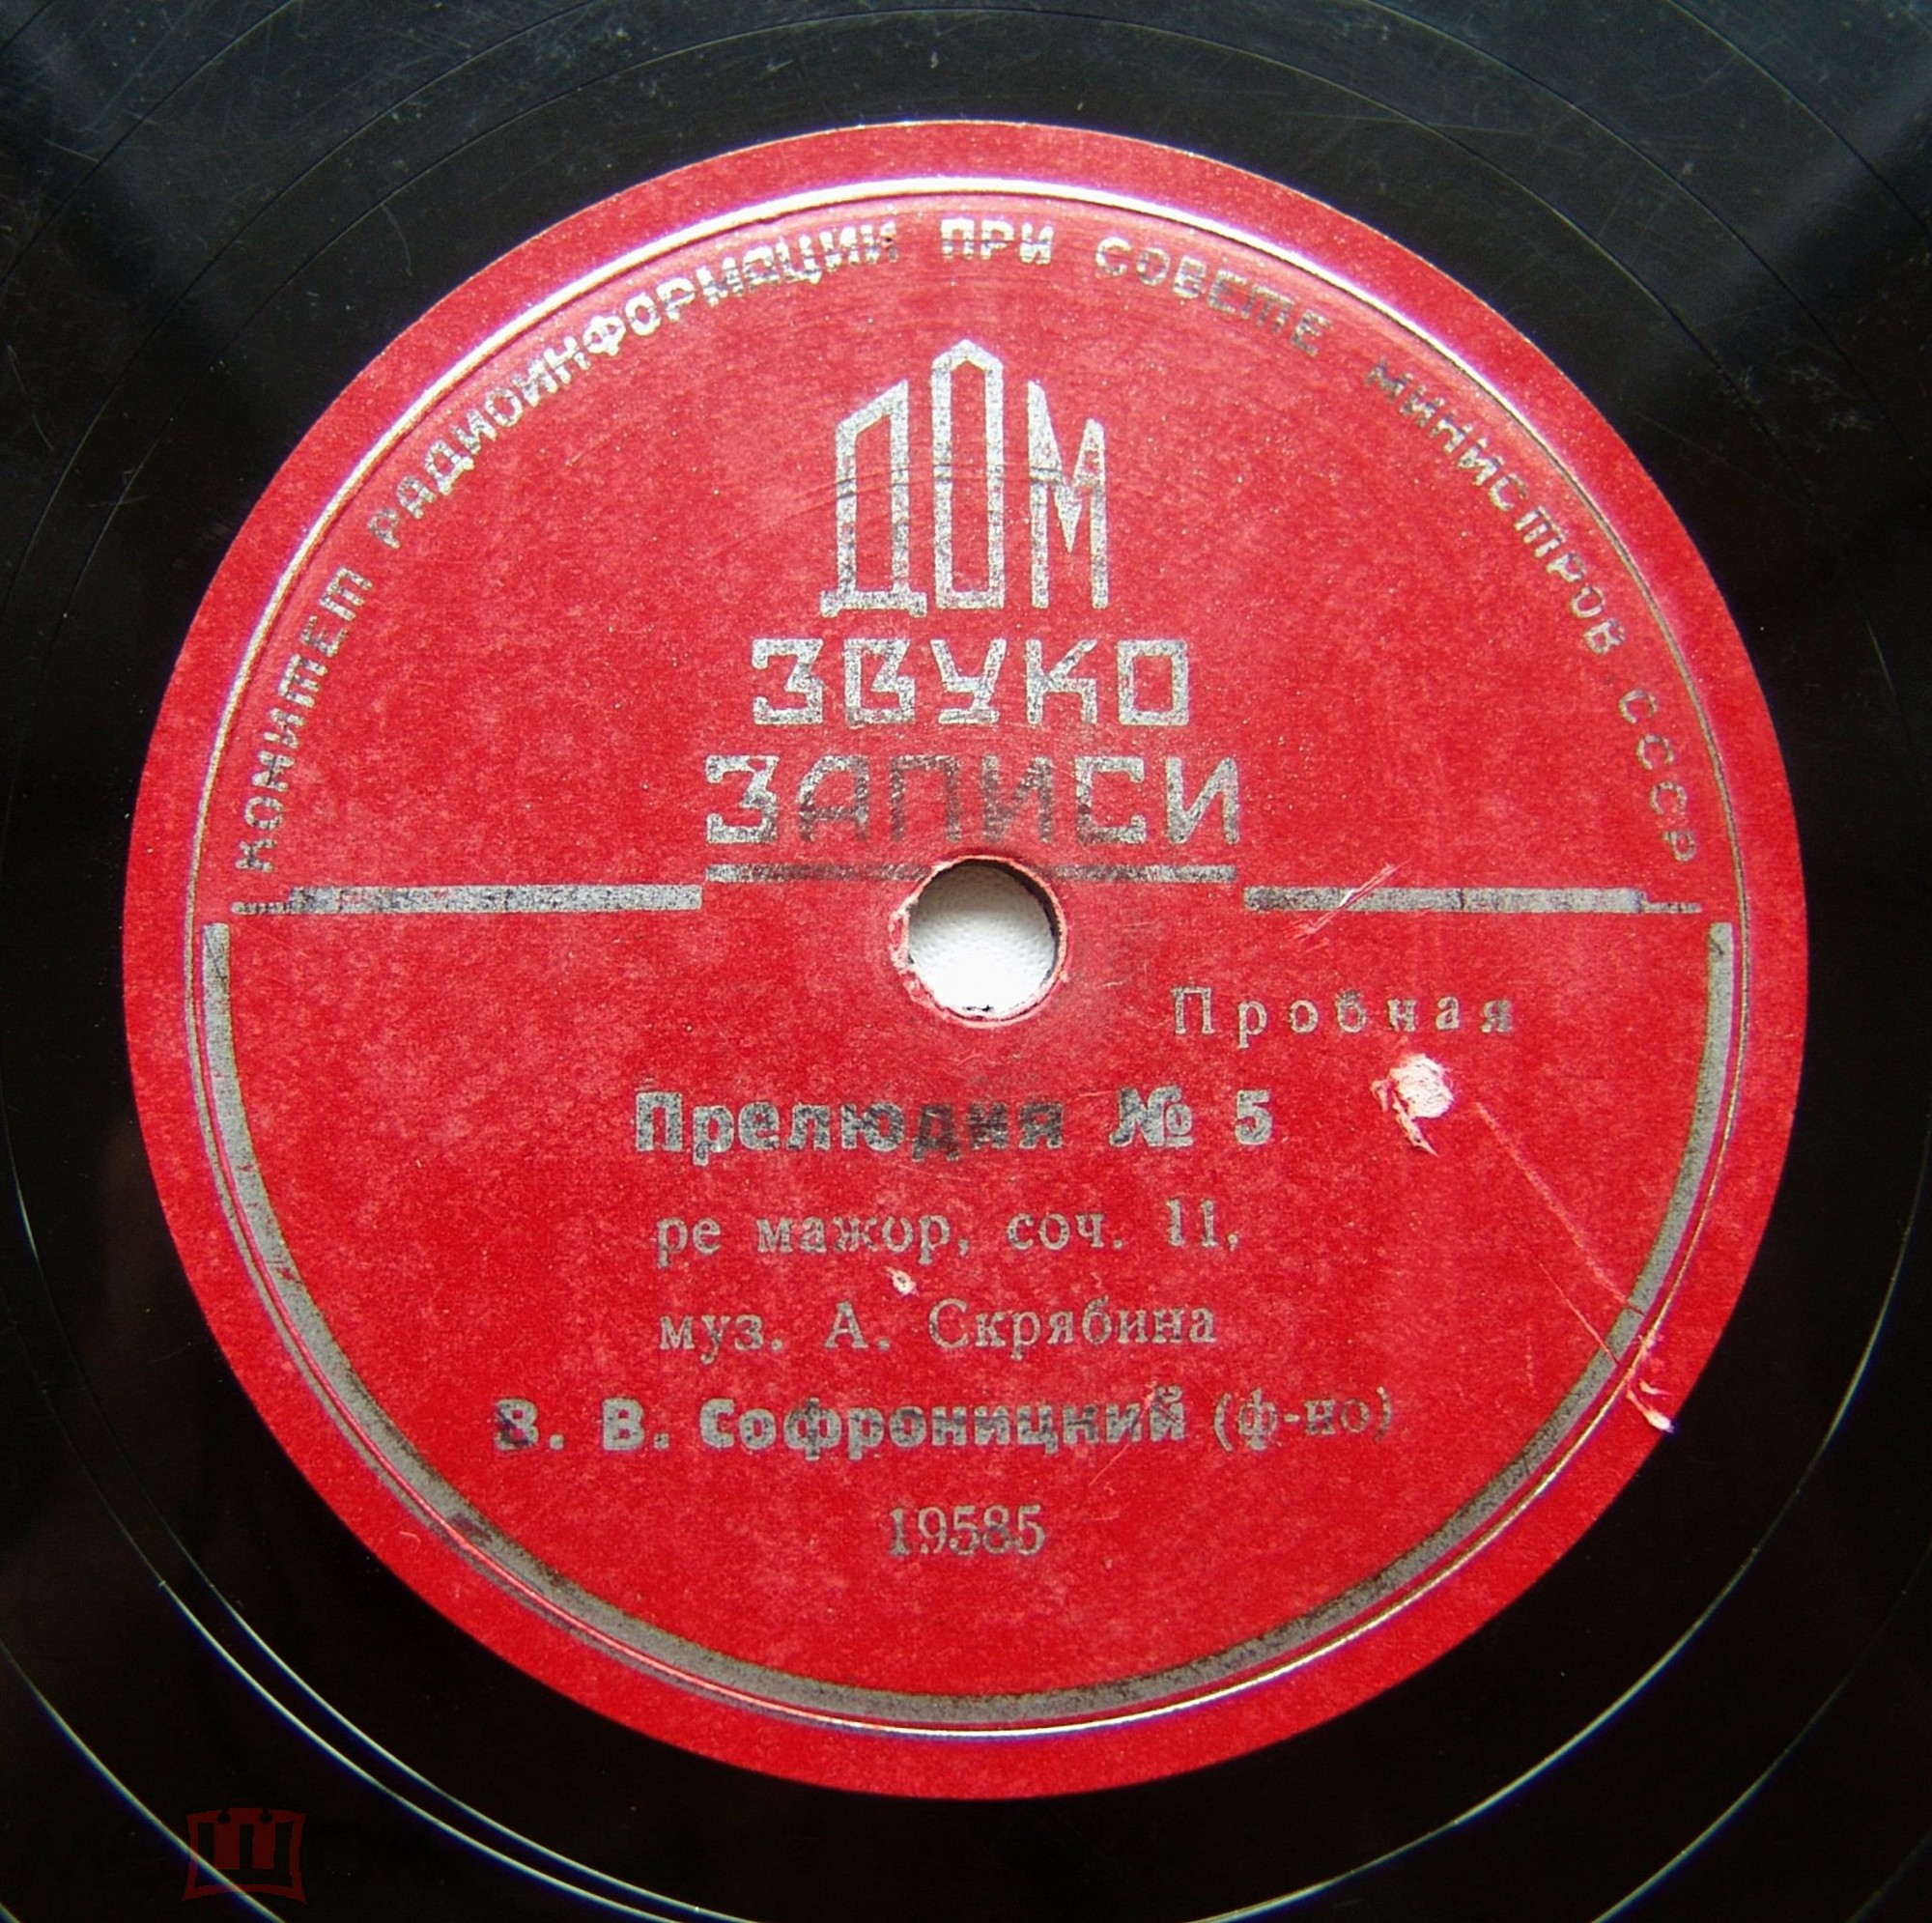 КОМИТЕТ РАДИОИНФОРМАЦИИ ПРИ СОВЕТЕ МИНИСТРОВ СССР
ДОМ
ЗВУКО
ЗАПИСИ
Пробная
Прелюдия № 5
ре мажор, соч. 11,
муз. А. Скрябина
В. В. Софроницкий (ф-но)
19585